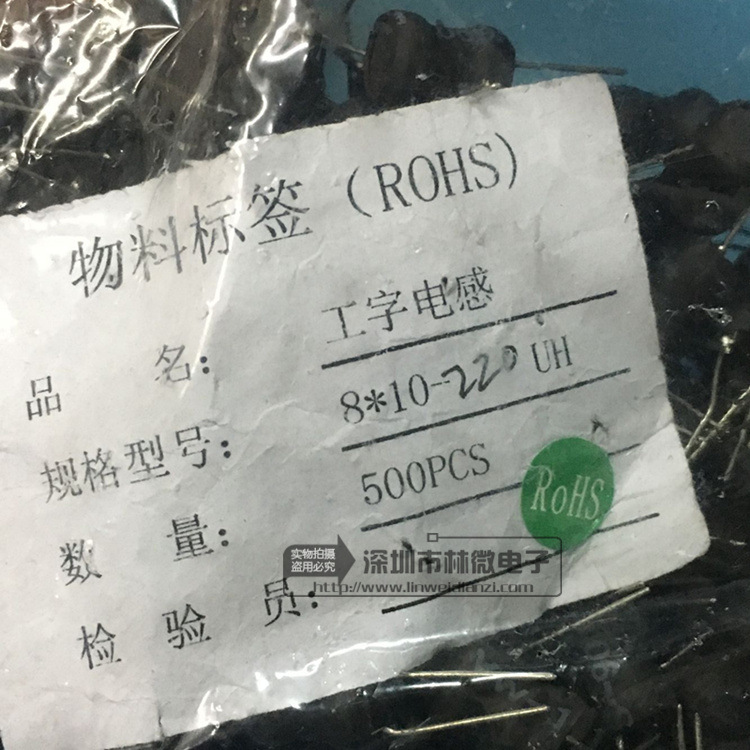 物料标签（ROHS）
品 名： 工字电感
规格型号： 8*10-220 UH
数 量： 500PCS
RoHS
检 验 员：
实物拍摄
盗用必究
深圳市林微电子
http://www.linweidianzi.com